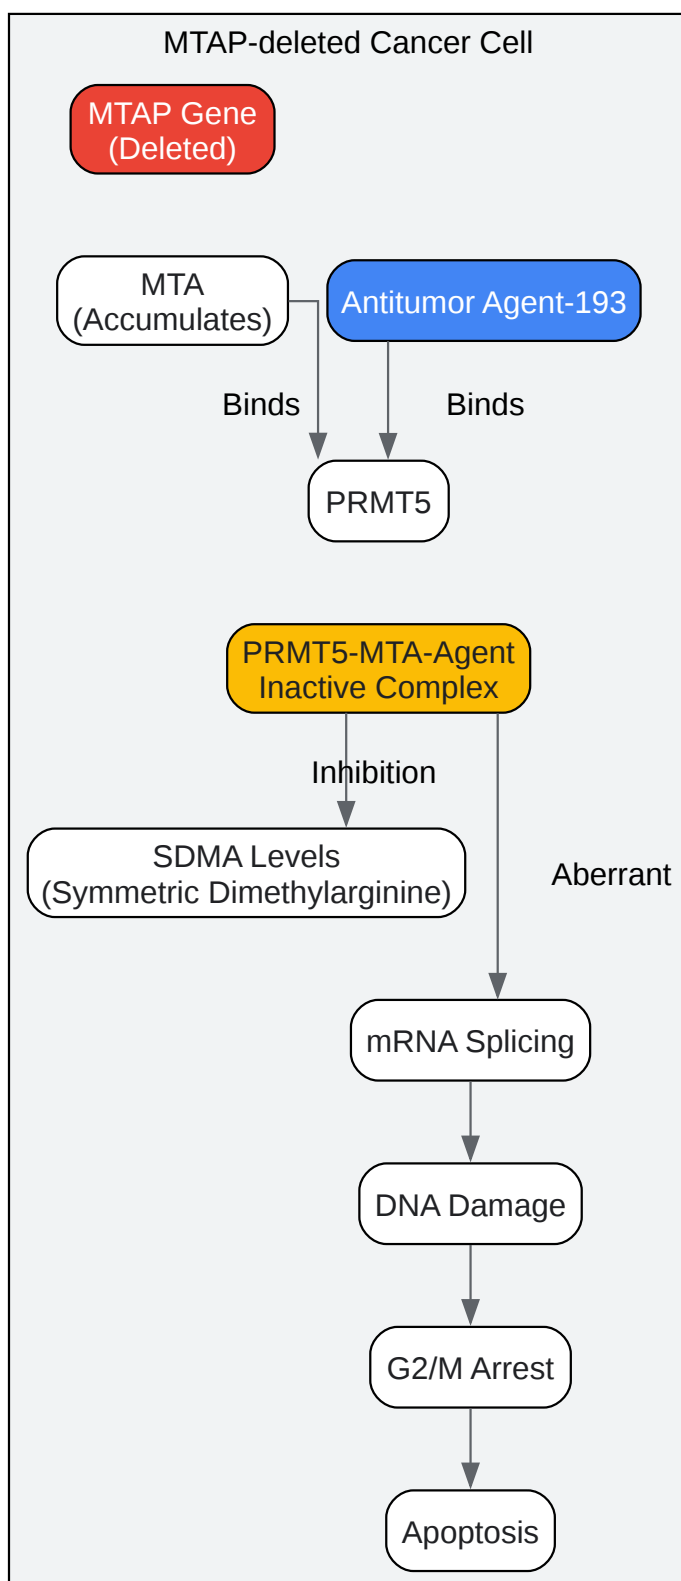 MTAP-deleted Cancer Cell
MTAP Gene
(Deleted)
MTA
(Accumulates)
Antitumor Agent-193
Binds
Binds
PRMT5
PRMT5-MTA-Agent
Inactive Complex
Inhibition
SDMA Levels
(Symmetric Dimethylarginine)
Aberrant
mRNA Splicing
DNA Damage
G2/M Arrest
Apoptosis